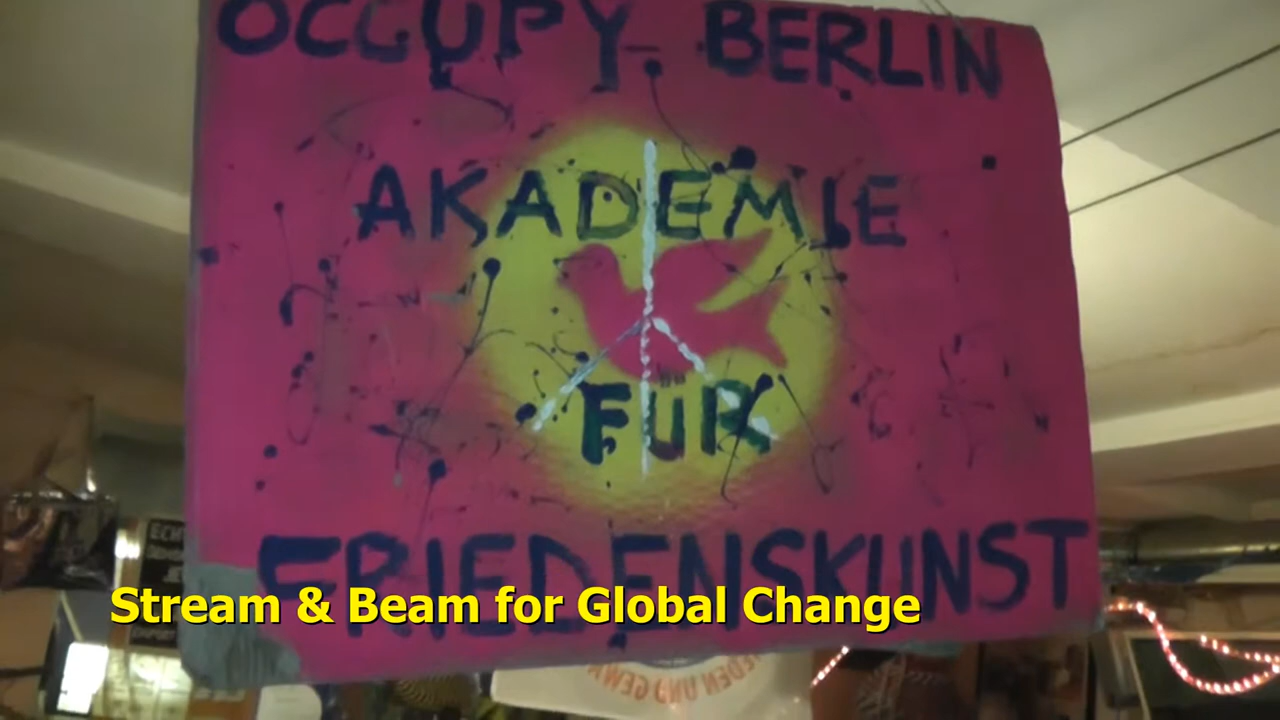 OCCUPY BERLIN
AKADEMIE
FÜR
FRIEDENSKUNST
Stream & Beam for Global Change